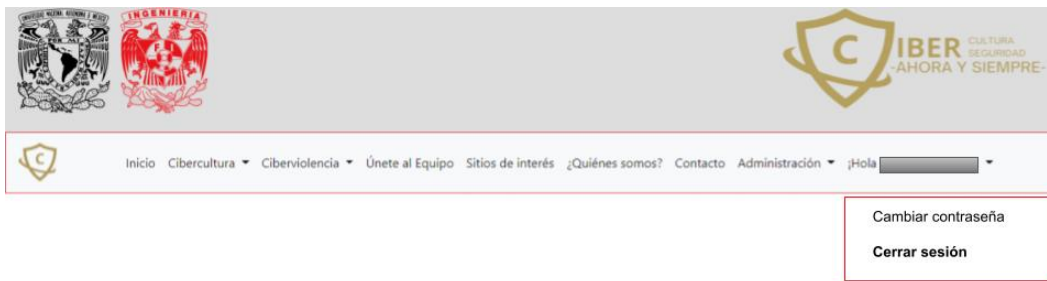 INGENIERIA
C
IBER CULTURA
SEGURIDAD
-AHORA Y SIEMPRE-
C
Inicio Cibercultura Ciberviolencia Únete al Equipo Sitios de interés ¿Quiénes somos? Contacto Administración ¡Hola
Cambiar contraseña
Cerrar sesión